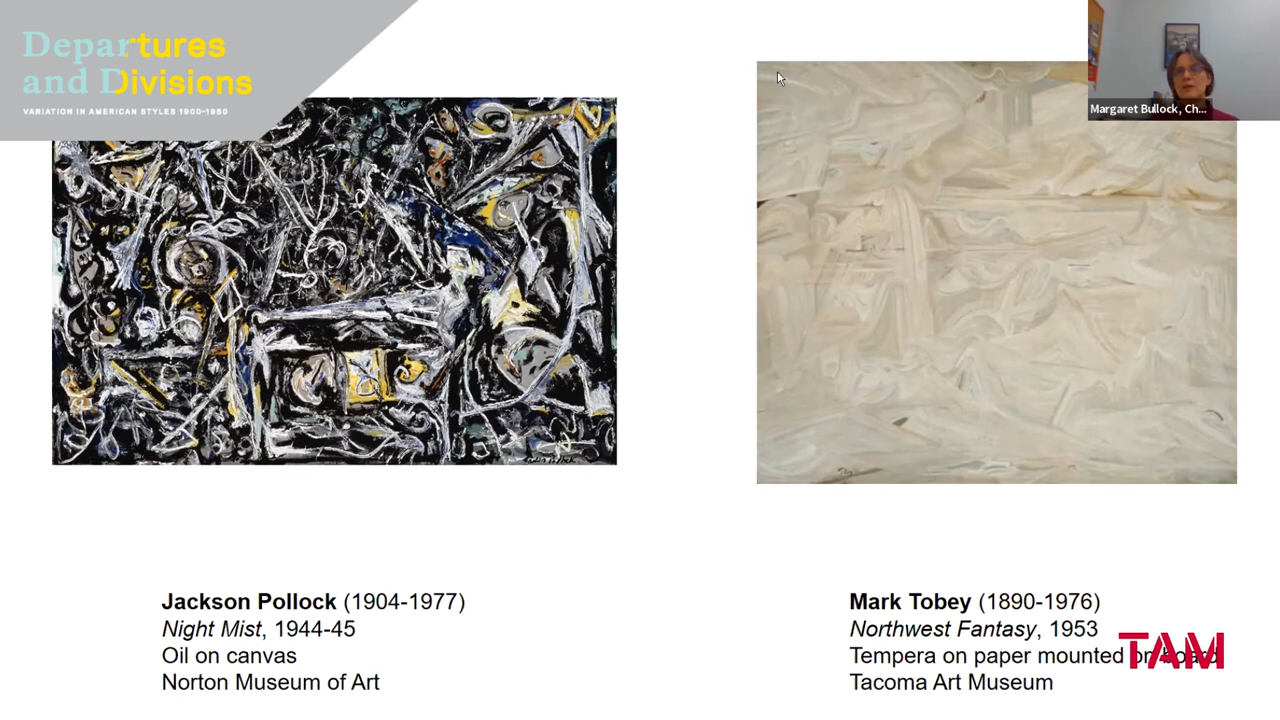 Departures
and Divisions
VARIATION IN AMERICAN STYLES 1900-1950
Margaret Bullock, Ch...
Jackson Pollock (1904-1977)
Night Mist, 1944-45
Oil on canvas
Norton Museum of Art
Mark Tobey (1890-1976)
Northwest Fantasy, 1953
Tempera on paper mounted on board
Tacoma Art Museum
TAM